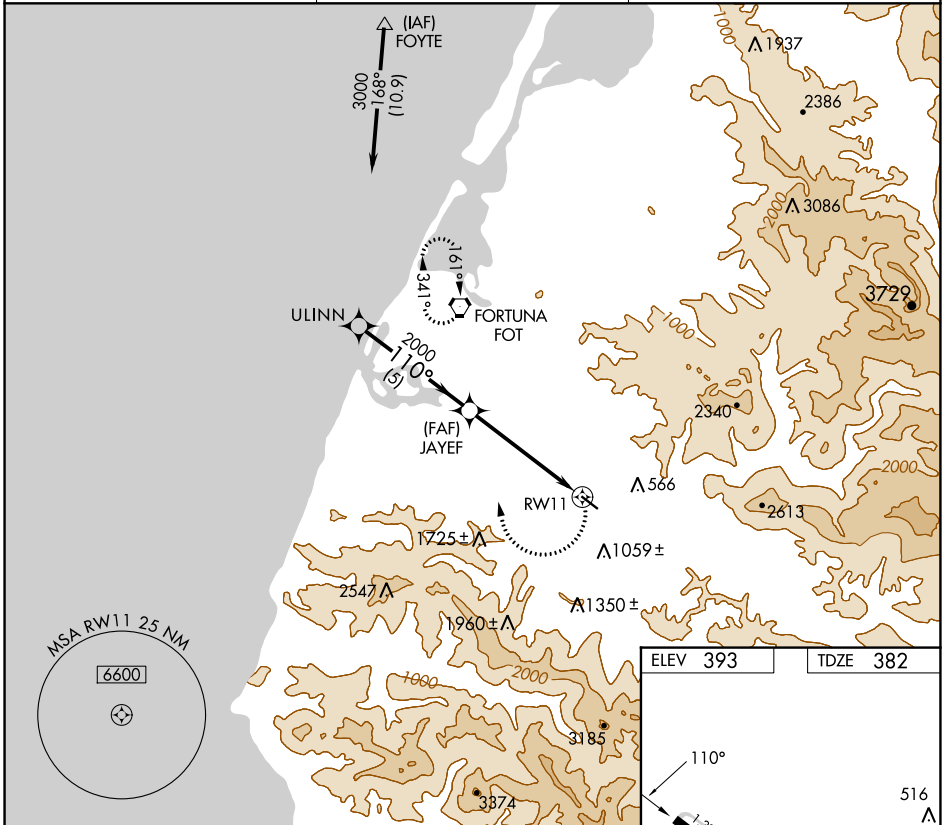 (IAF)
FOYTE
3000
168°
(10.9)
1000
1937
2386
2000
3086
3729
161°
341°
FORTUNA
FOT
ULINN
2000
110°
(5)
1000
(FAF)
JAYEF
2340
2000
566
RW11
2613
1725±
1059±
2547
1350±
1960±
MSA RW11 25 NM
6600
1000
2000
3185
3374
ELEV 393
TDZE 382
110°
516